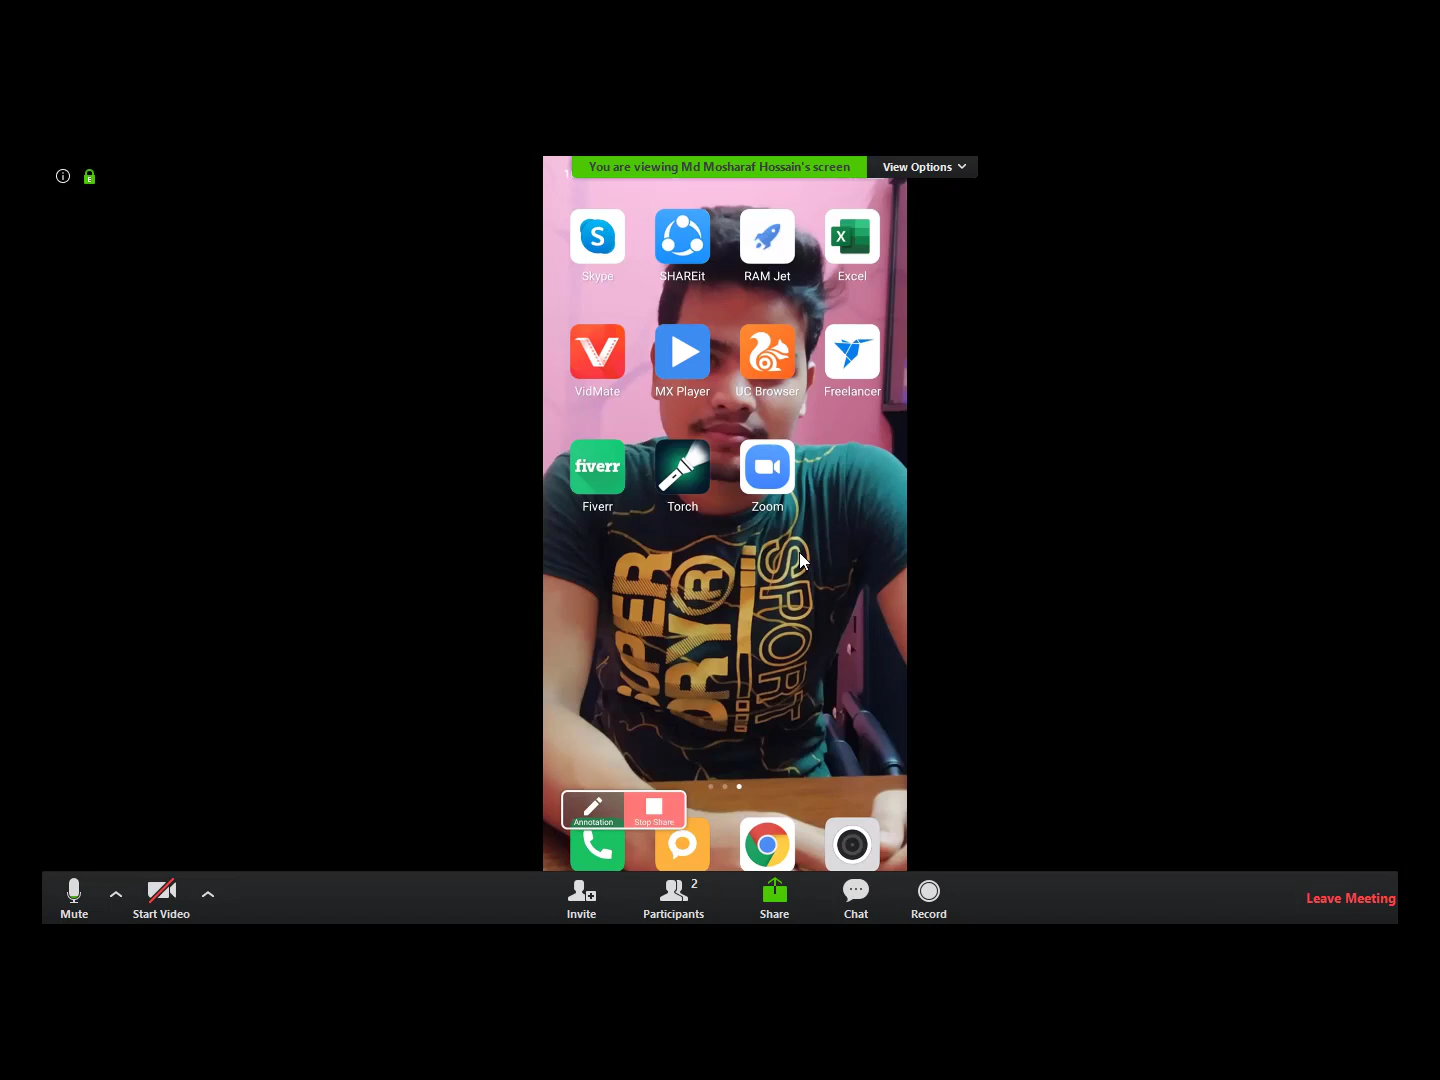 You are viewing Md Mosharaf Hossain's screen
View Options
E
S
X
Skype
SHAREit
RAM Jet
Excel
VidMate
MX Player
UC Browser
Freelancer
fiverr
Fiverr
Torch
Zoom
SUPER
DRY®
SPORT
Annotation
Stop Share
Mute
Start Video
Invite
2
Participants
Share
Chat
Record
Leave Meeting